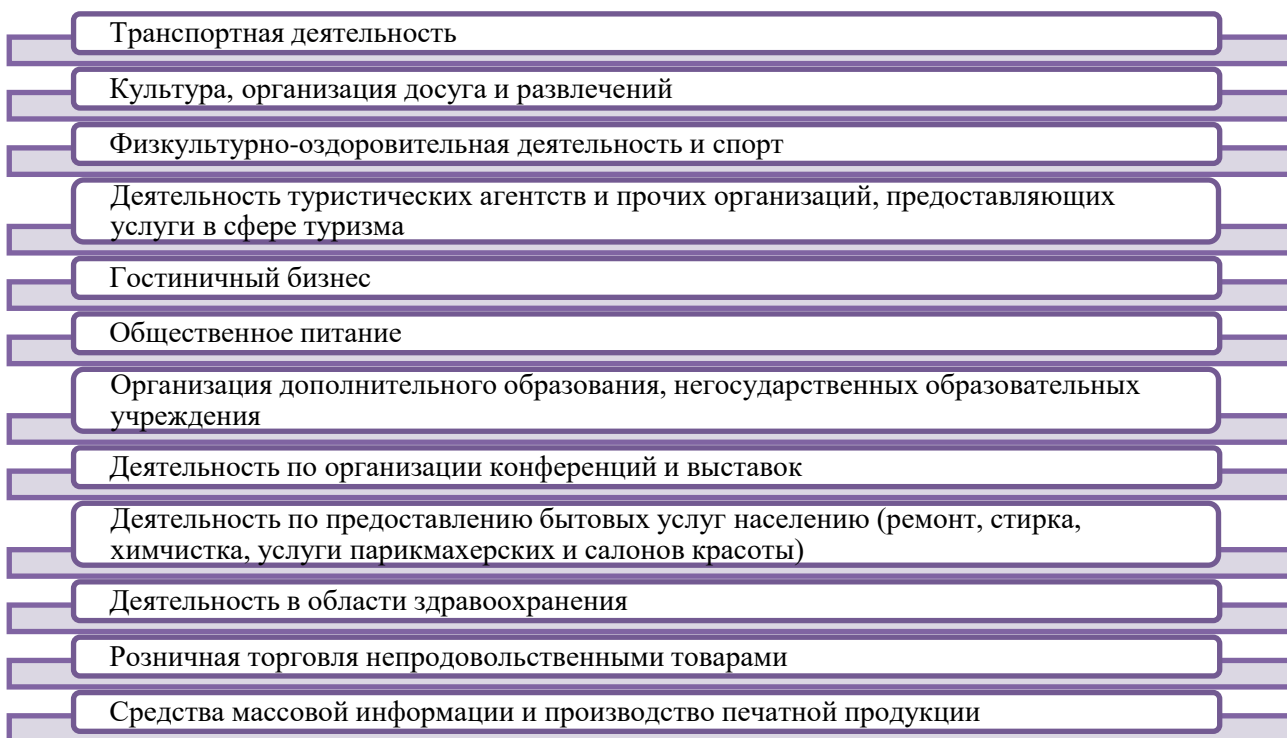 Транспортная деятельность
Культура, организация досуга и развлечений
Физкультурно-оздоровительная деятельность и спорт
Деятельность туристических агентств и прочих организаций, предоставляющих
услуги в сфере туризма
Гостиничный бизнес
Общественное питание
Организация дополнительного образования, негосударственных образовательных
учреждения
Деятельность по организации конференций и выставок
Деятельность по предоставлению бытовых услуг населению (ремонт, стирка,
химчистка, услуги парикмахерских и салонов красоты)
Деятельность в области здравоохранения
Розничная торговля непродовольственными товарами
Средства массовой информации и производство печатной продукции